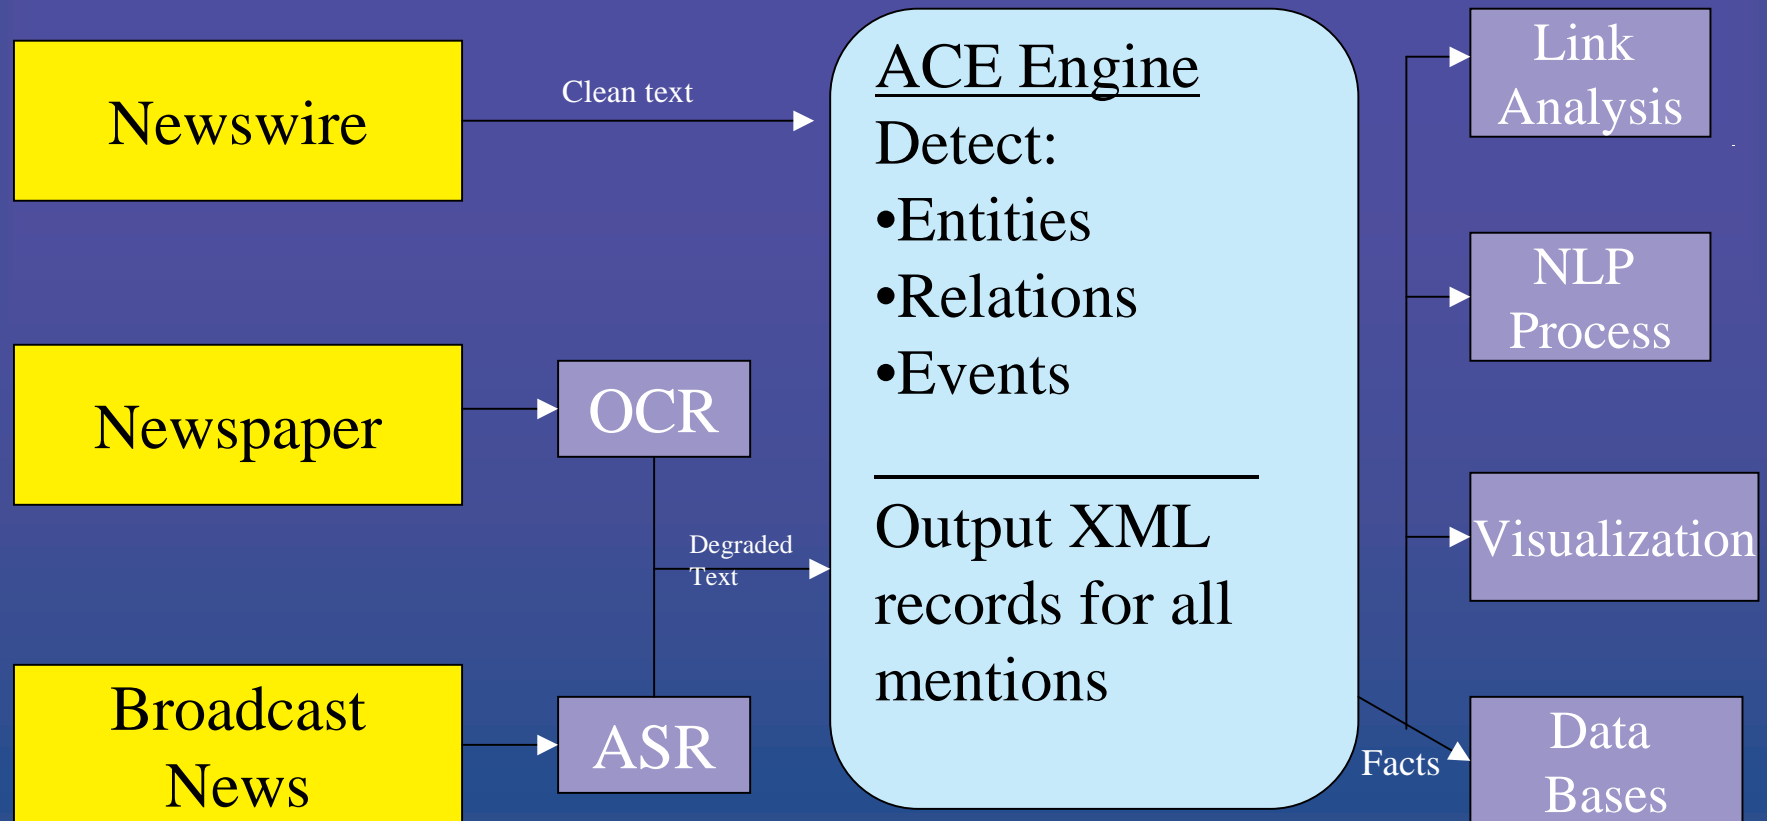 Newswire
Clean text
Newspaper
OCR
Degraded
Text
Broadcast
News
ASR
ACE Engine
Detect:
•Entities
•Relations
•Events
Output XML
records for all
mentions
Facts
Link
Analysis
NLP
Process
Visualization
Data
Bases